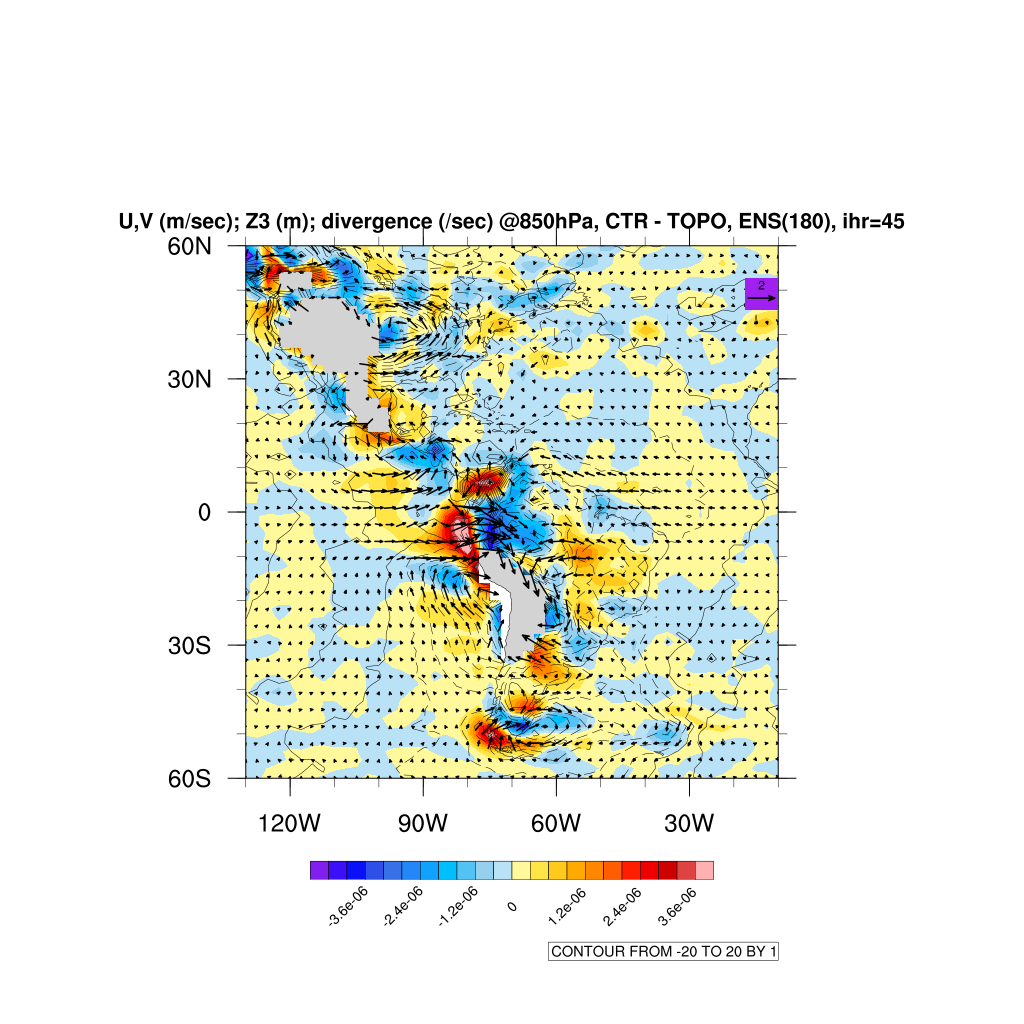 U,V (m/sec); Z3 (m); divergence (/sec) @850hPa, CTR - TOPO, ENS(180), ihr=45
60N
2
30N
0
30S
60S
120W 90W 60W 30W
-3.6e-06 -2.4e-06 -1.2e-06 0 1.2e-06 2.4e-06 3.6e-06
CONTOUR FROM -20 TO 20 BY 1